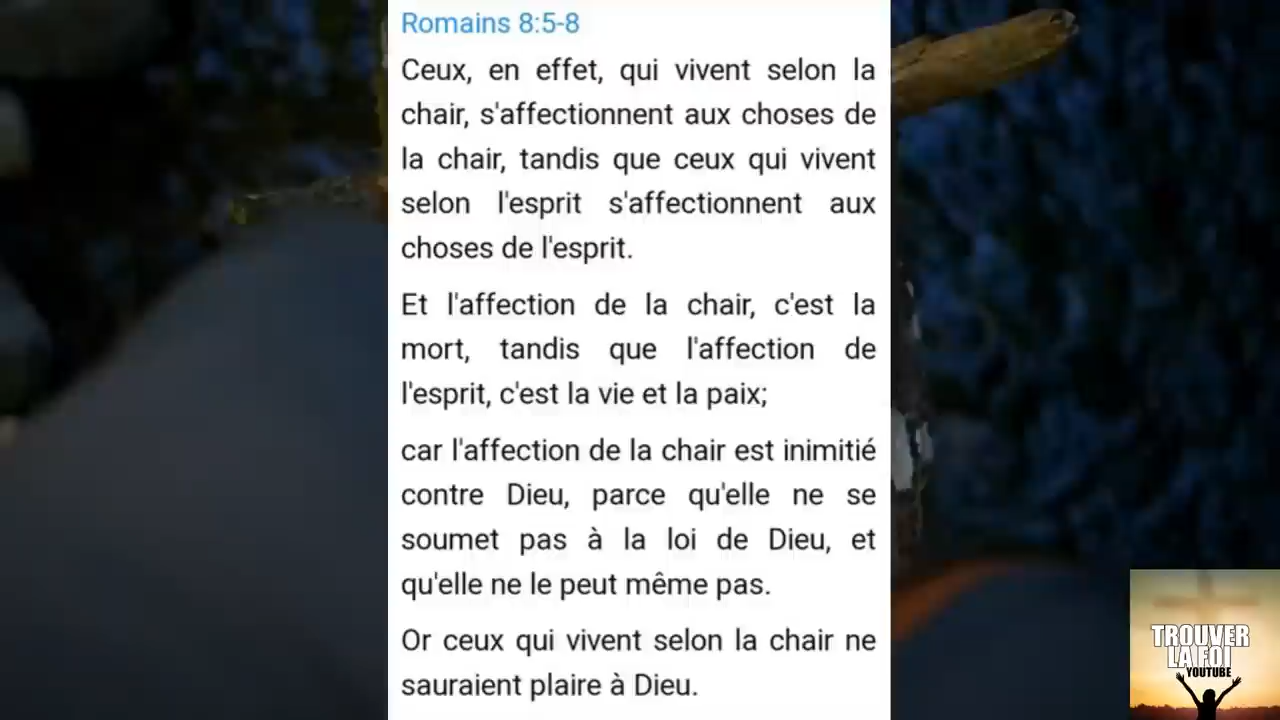 Romains 8:5-8
Ceux, en effet, qui vivent selon la
chair, s'affectionnent aux choses de
la chair, tandis que ceux qui vivent
selon l'esprit s'affectionnent aux
choses de l'esprit.
Et l'affection de la chair, c'est la
mort, tandis que l'affection de
l'esprit, c'est la vie et la paix;
car l'affection de la chair est inimitié
contre Dieu, parce qu'elle ne se
soumet pas à la loi de Dieu, et
qu'elle ne le peut même pas.
Or ceux qui vivent selon la chair ne
sauraient plaire à Dieu.
TROUVER
LA FOI
YOUTUBE